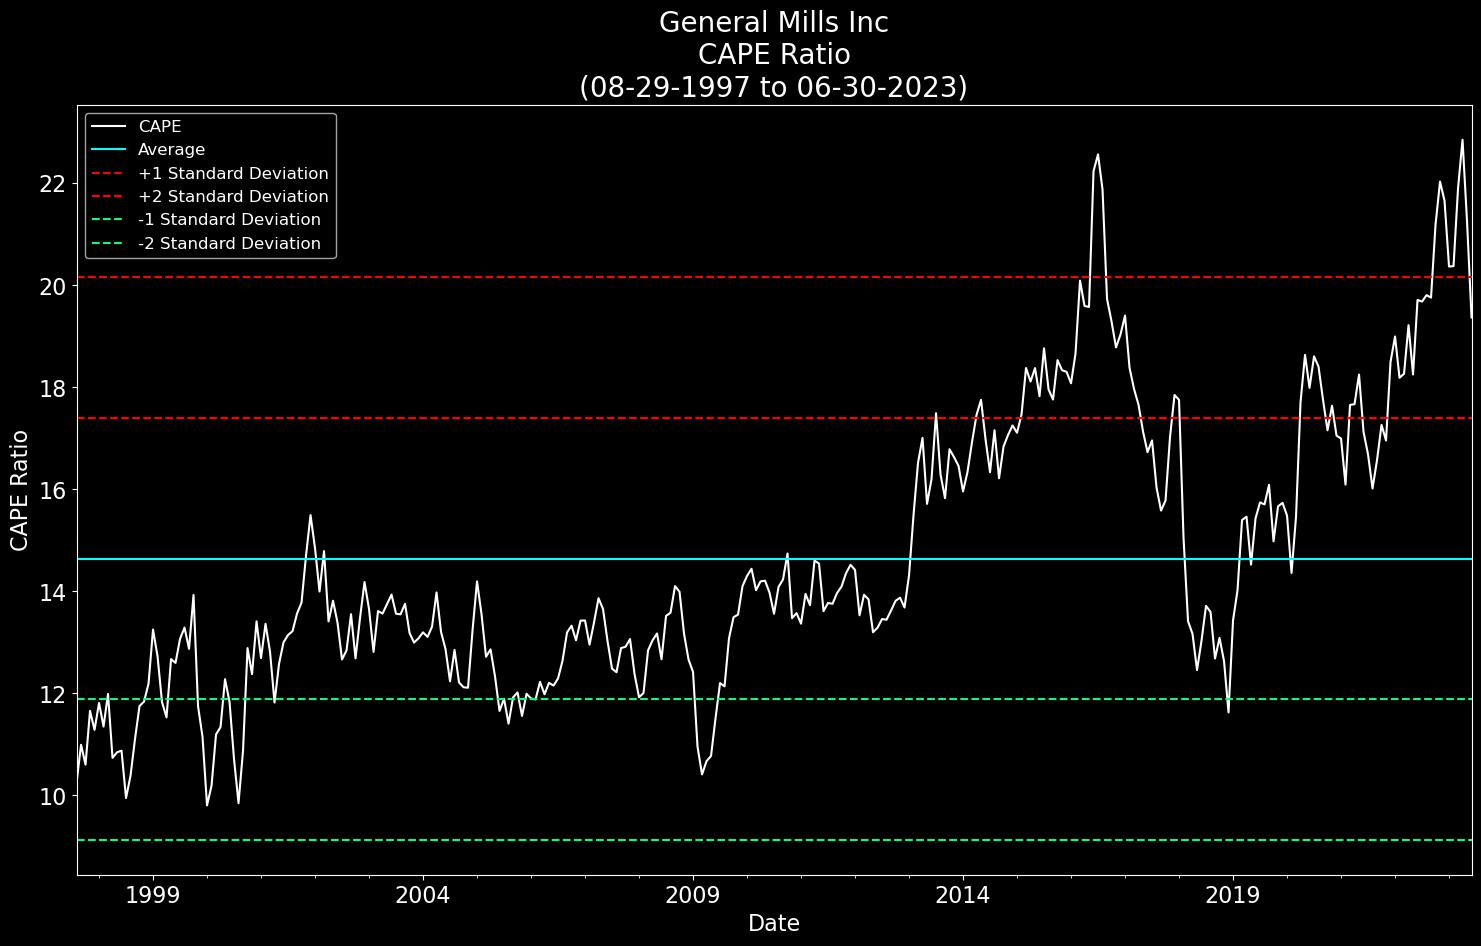 General Mills Inc
CAPE Ratio
(08-29-1997 to 06-30-2023)
CAPE
Average
+1 Standard Deviation
+2 Standard Deviation
-1 Standard Deviation
-2 Standard Deviation
CAPE Ratio
22
20
18
16
14
12
10
1999 2004 2009 2014 2019
Date